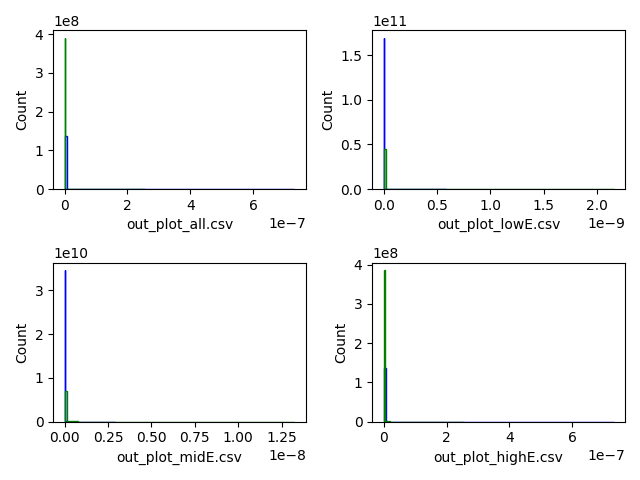 1e8
4
3
2
1
0
Count
0 2 4 6
out_plot_all.csv 1e−7
1e11
1.5
1.0
0.5
0.0
Count
0.0 0.5 1.0 1.5 2.0
out_plot_lowE.csv 1e−9
1e10
3
2
1
0
Count
0.00 0.25 0.50 0.75 1.00 1.25
out_plot_midE.csv 1e−8
1e8
4
3
2
1
0
Count
0 2 4 6
out_plot_highE.csv 1e−7